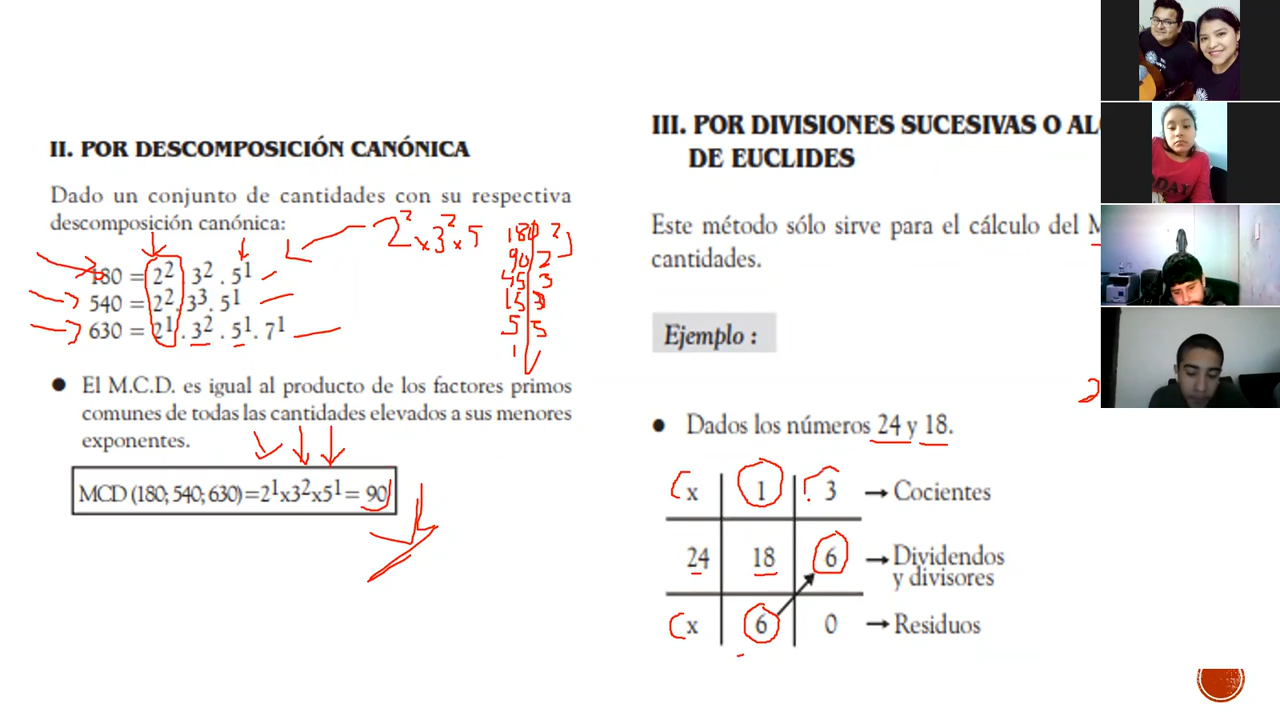 II. POR DESCOMPOSICIÓN CANÓNICA
Dado un conjunto de cantidades con su respectiva
descomposición canónica:
2² x 3² x 5
180 = 2² . 3² . 5¹
540 = 2² . 3³ . 5¹
630 = 2¹ . 3² . 5¹ . 7¹
180 2
90 2
45 3
15 3
5 5
1
● El M.C.D. es igual al producto de los factores primos
comunes de todas las cantidades elevados a sus menores
exponentes.
MCD (180; 540; 630) = 2¹x3²x5¹ = 90
III. POR DIVISIONES SUCESIVAS O
DE EUCLIDES
Este método sólo sirve para el cálculo del
cantidades.
Ejemplo :
● Dados los números 24 y 18.
x 1 3 → Cocientes
24 18 6 → Dividendos
y divisores
x 6 0 → Residuos